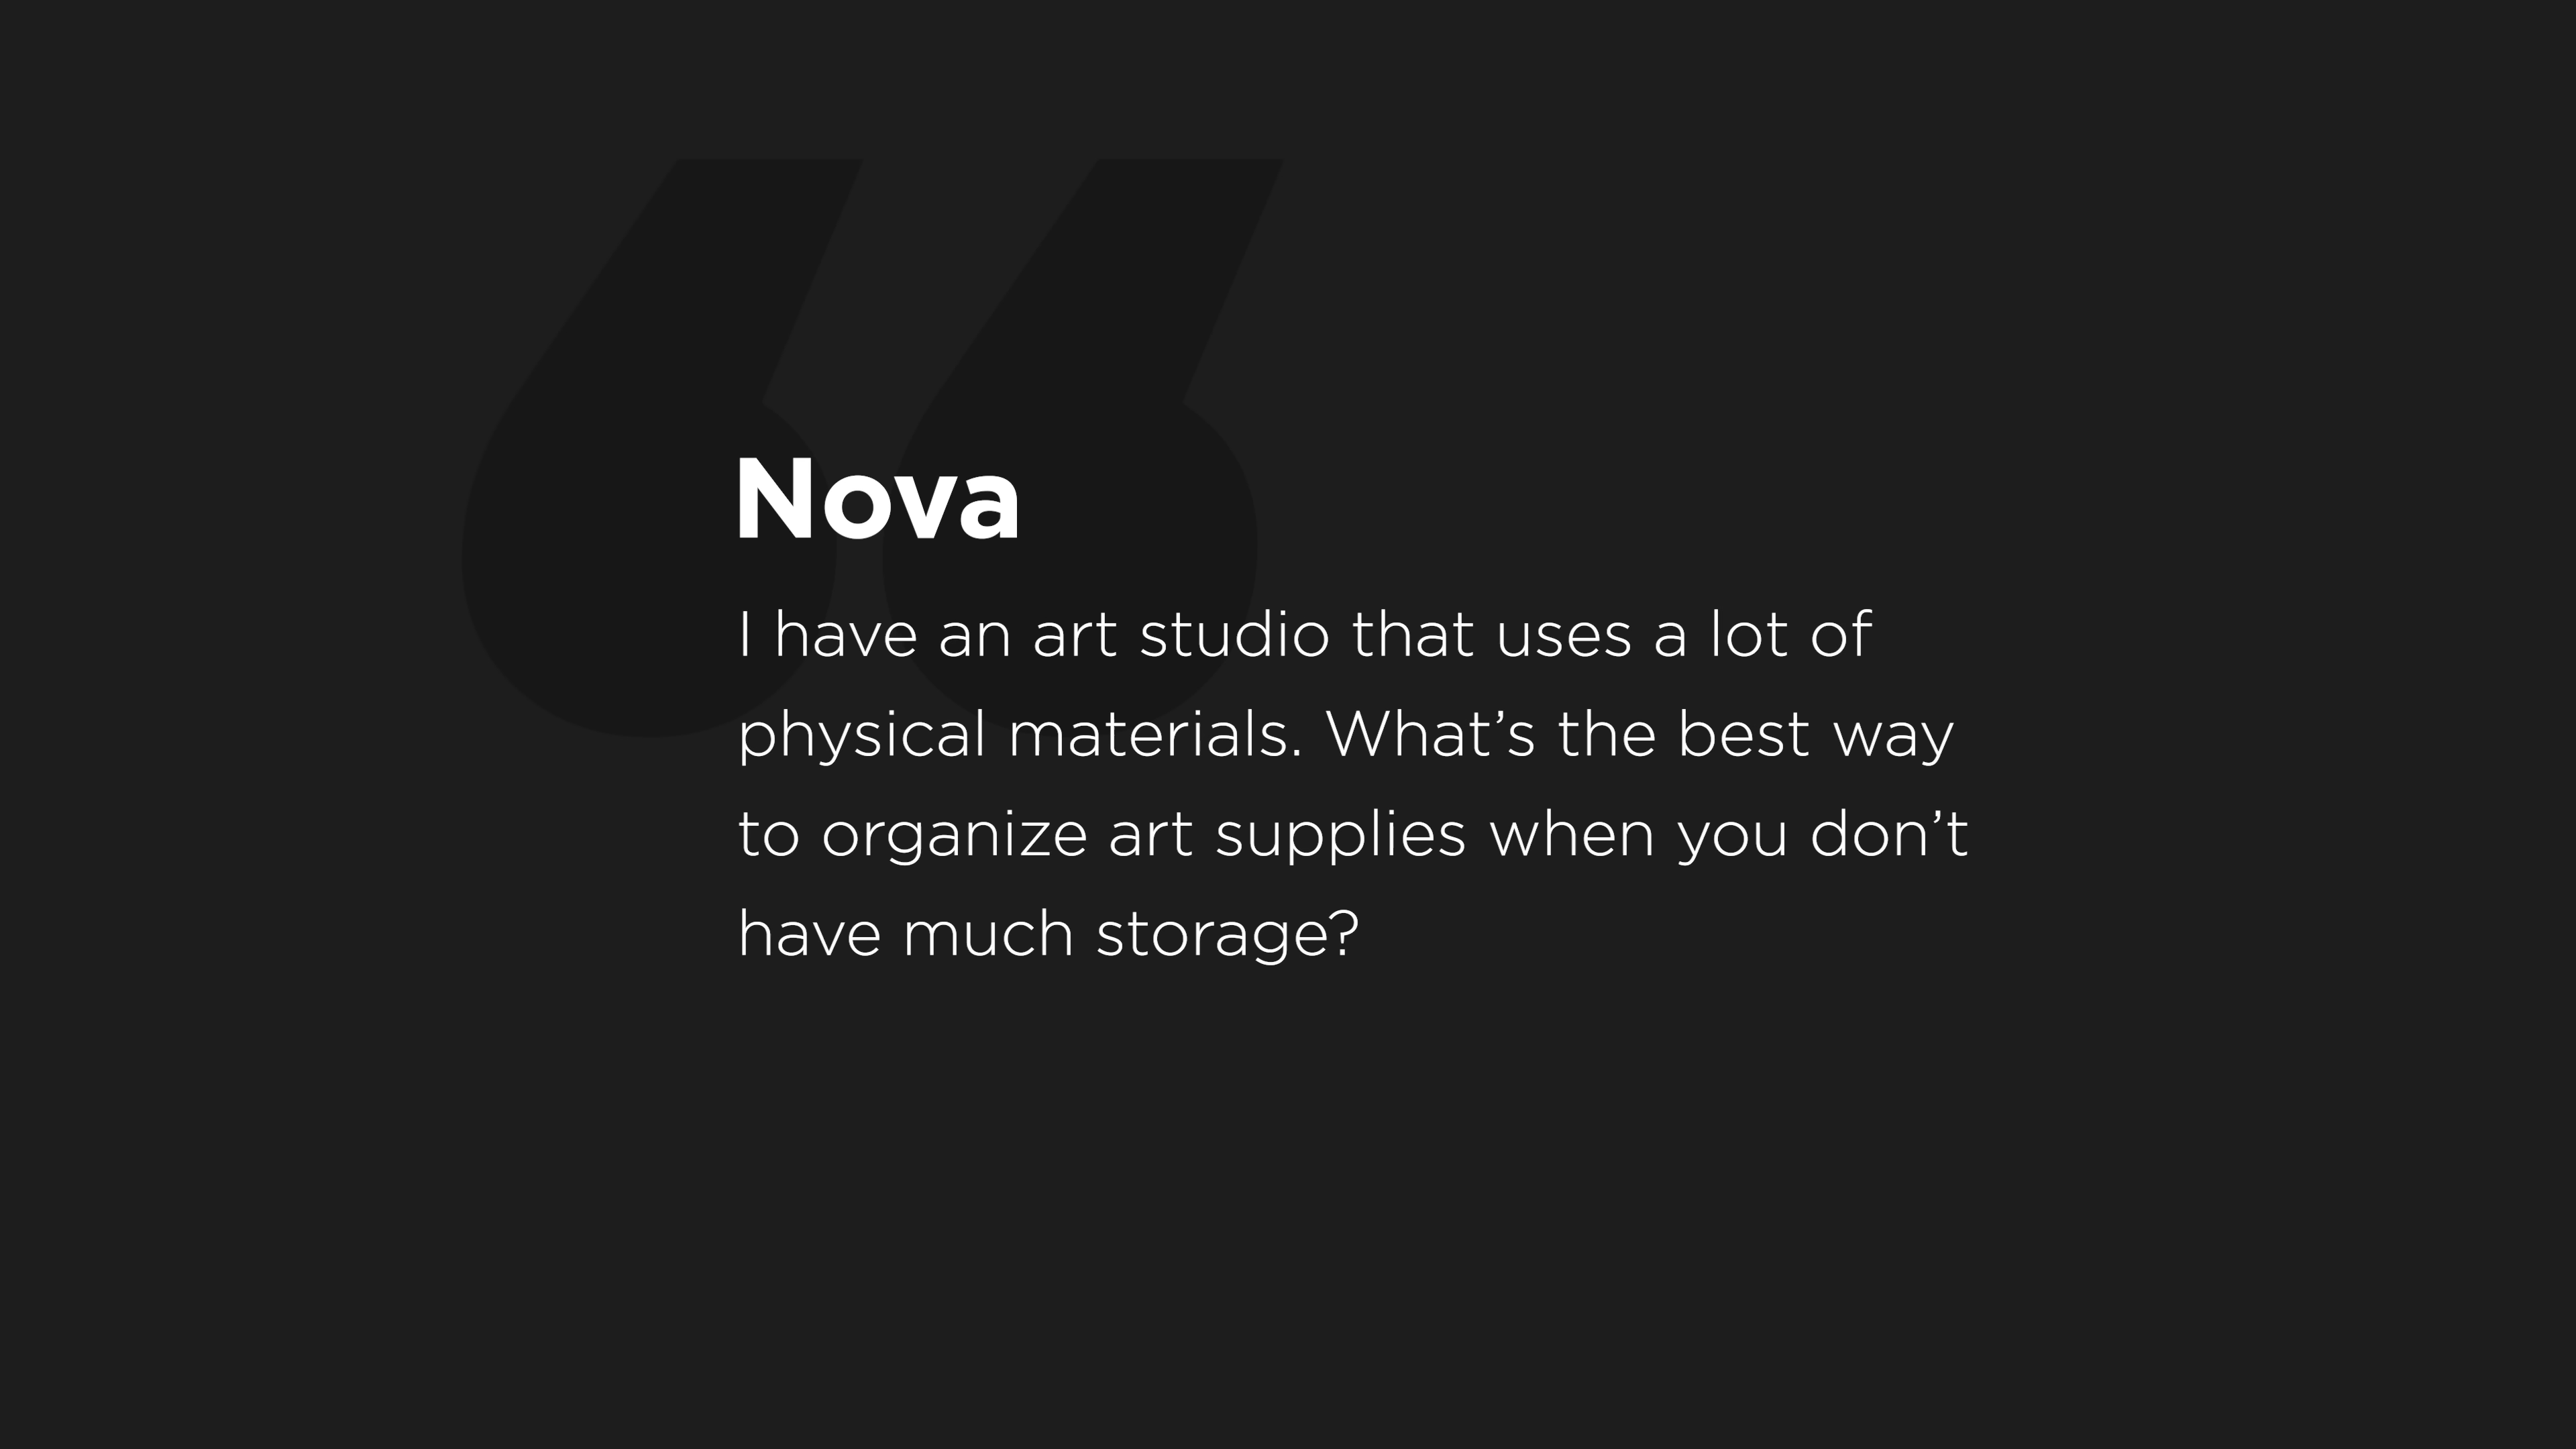 Nova
I have an art studio that uses a lot of
physical materials. What’s the best way
to organize art supplies when you don’t
have much storage?